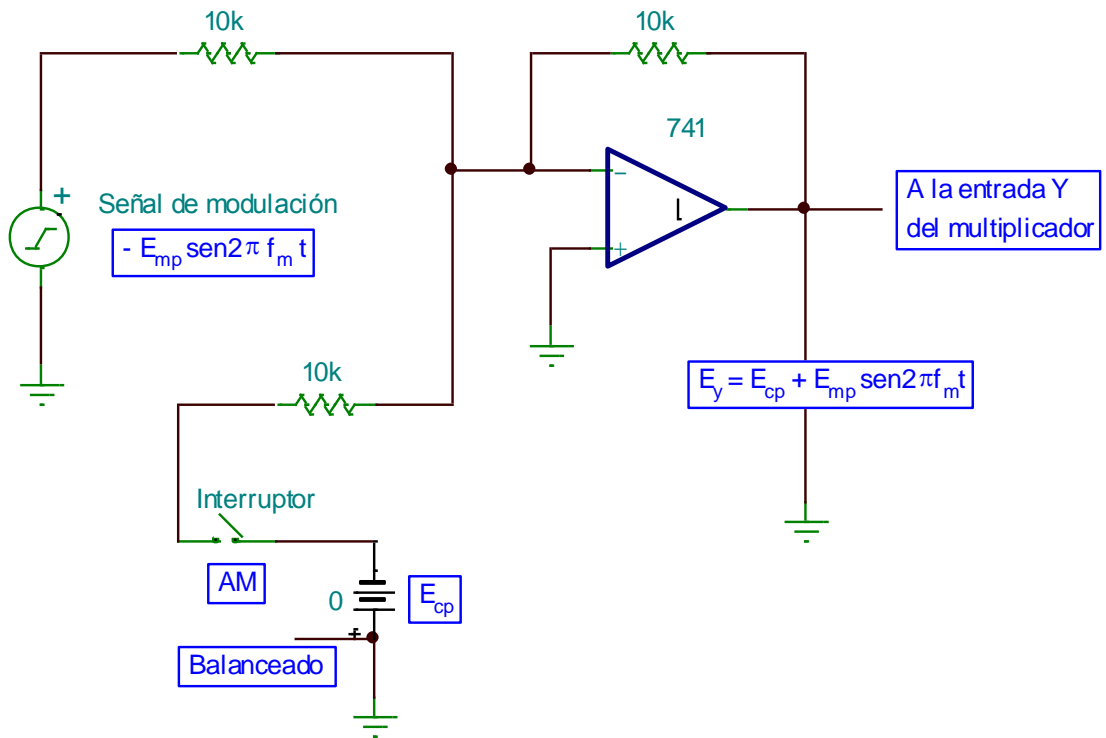 10k
10k
741
+
Señal de modulación
- E_mp sen2π f_m t
-
+
A la entrada Y
del multiplicador
E_y = E_cp + E_mp sen2πf_mt
10k
Interruptor
AM
0
E_cp
+
Balanceado